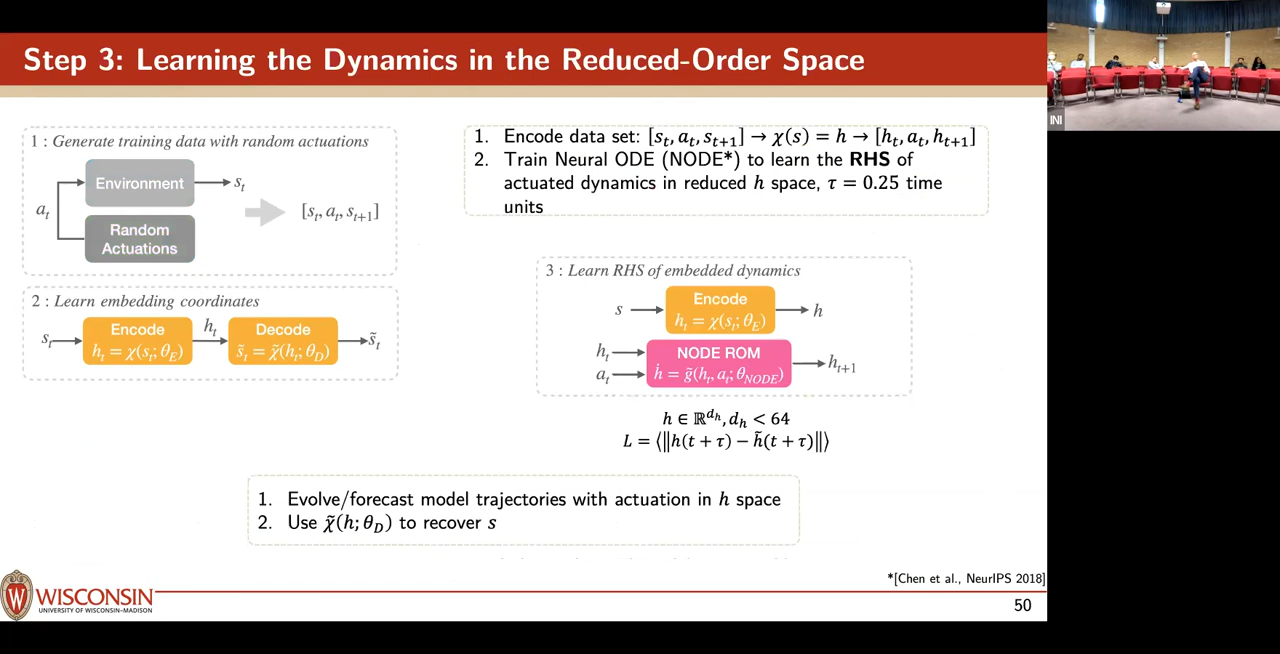 Step 3: Learning the Dynamics in the Reduced-Order Space
1 : Generate training data with random actuations
Environment
s_t
a_t
[s_t, a_t, s_{t+1}]
Random
Actuations
2 : Learn embedding coordinates
s_t
Encode
h_t = χ(s_t; θ_E)
h_t
Decode
s̃_t = χ̃(h_t; θ_D)
s̃_t
1. Encode data set: [s_t, a_t, s_{t+1}] → χ(s) = h → [h_t, a_t, h_{t+1}]
2. Train Neural ODE (NODE*) to learn the RHS of
actuated dynamics in reduced h space, τ = 0.25 time
units
3 : Learn RHS of embedded dynamics
s
Encode
h_t = χ(s_t; θ_E)
h
h_t
a_t
NODE ROM
ḣ = g̃(h_t, a_t; θ_{NODE})
h_{t+1}
h ∈ ℝ^{d_h}, d_h < 64
L = ⟨‖h(t + τ) − h̃(t + τ)‖⟩
1. Evolve/forecast model trajectories with actuation in h space
2. Use χ̃(h; θ_D) to recover s
*[Chen et al., NeurIPS 2018]
W
WISCONSIN
UNIVERSITY OF WISCONSIN-MADISON
50
INI